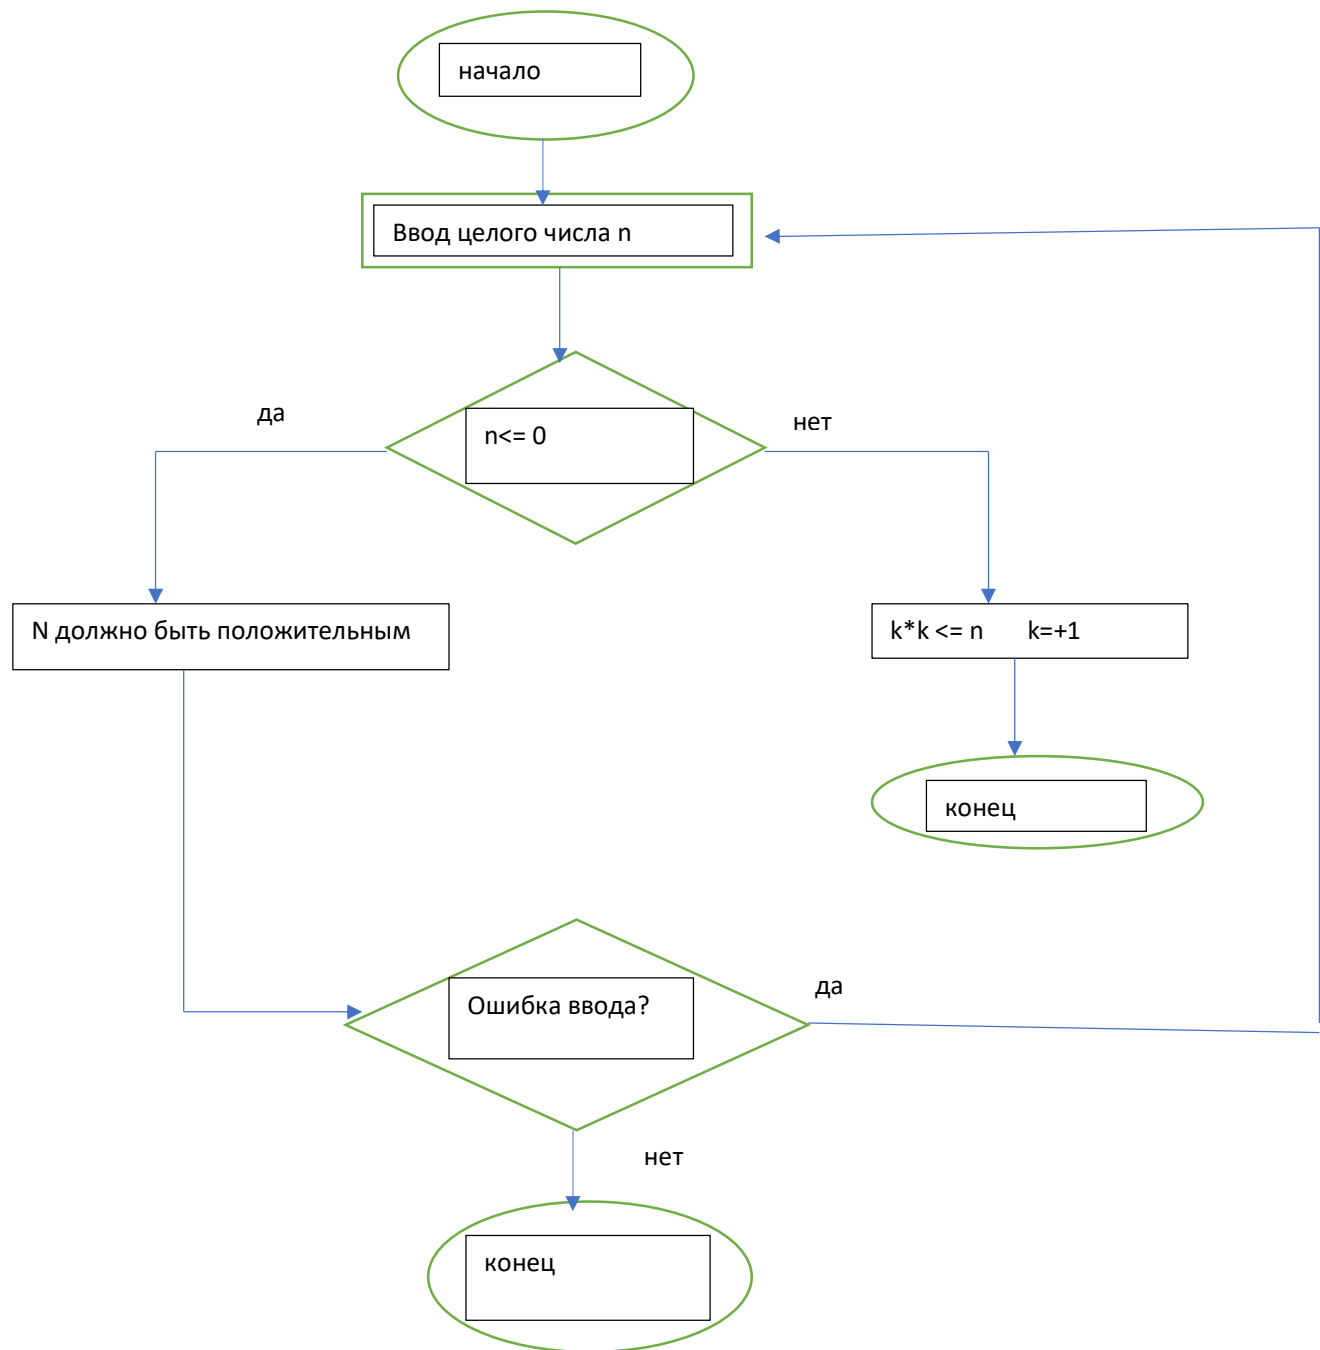 начало
Ввод целого числа n
да
нет
n<= 0
N должно быть положительным
k*k <= n k=+1
конец
Ошибка ввода?
да
нет
конец